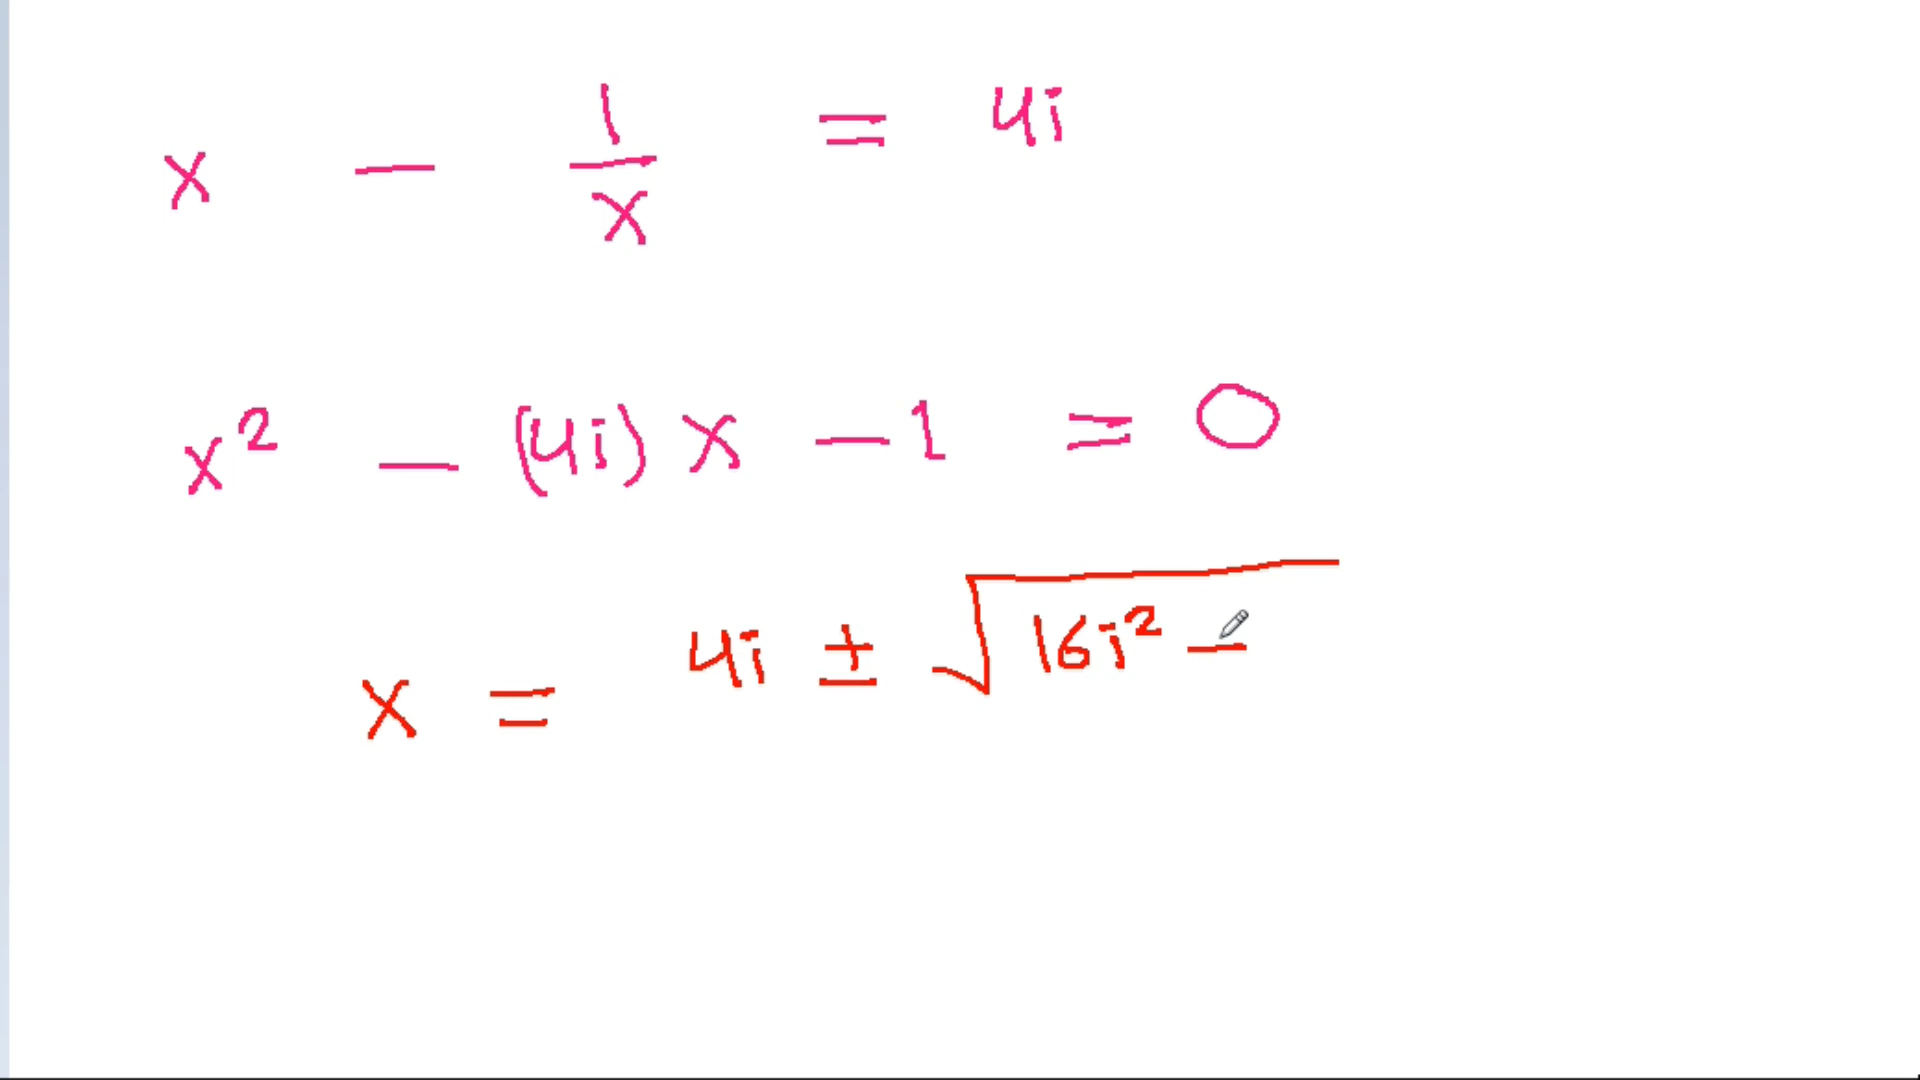 x - 1/x = 4i
x² - (4i) x - 1 = 0
x = 4i ± √16i² -